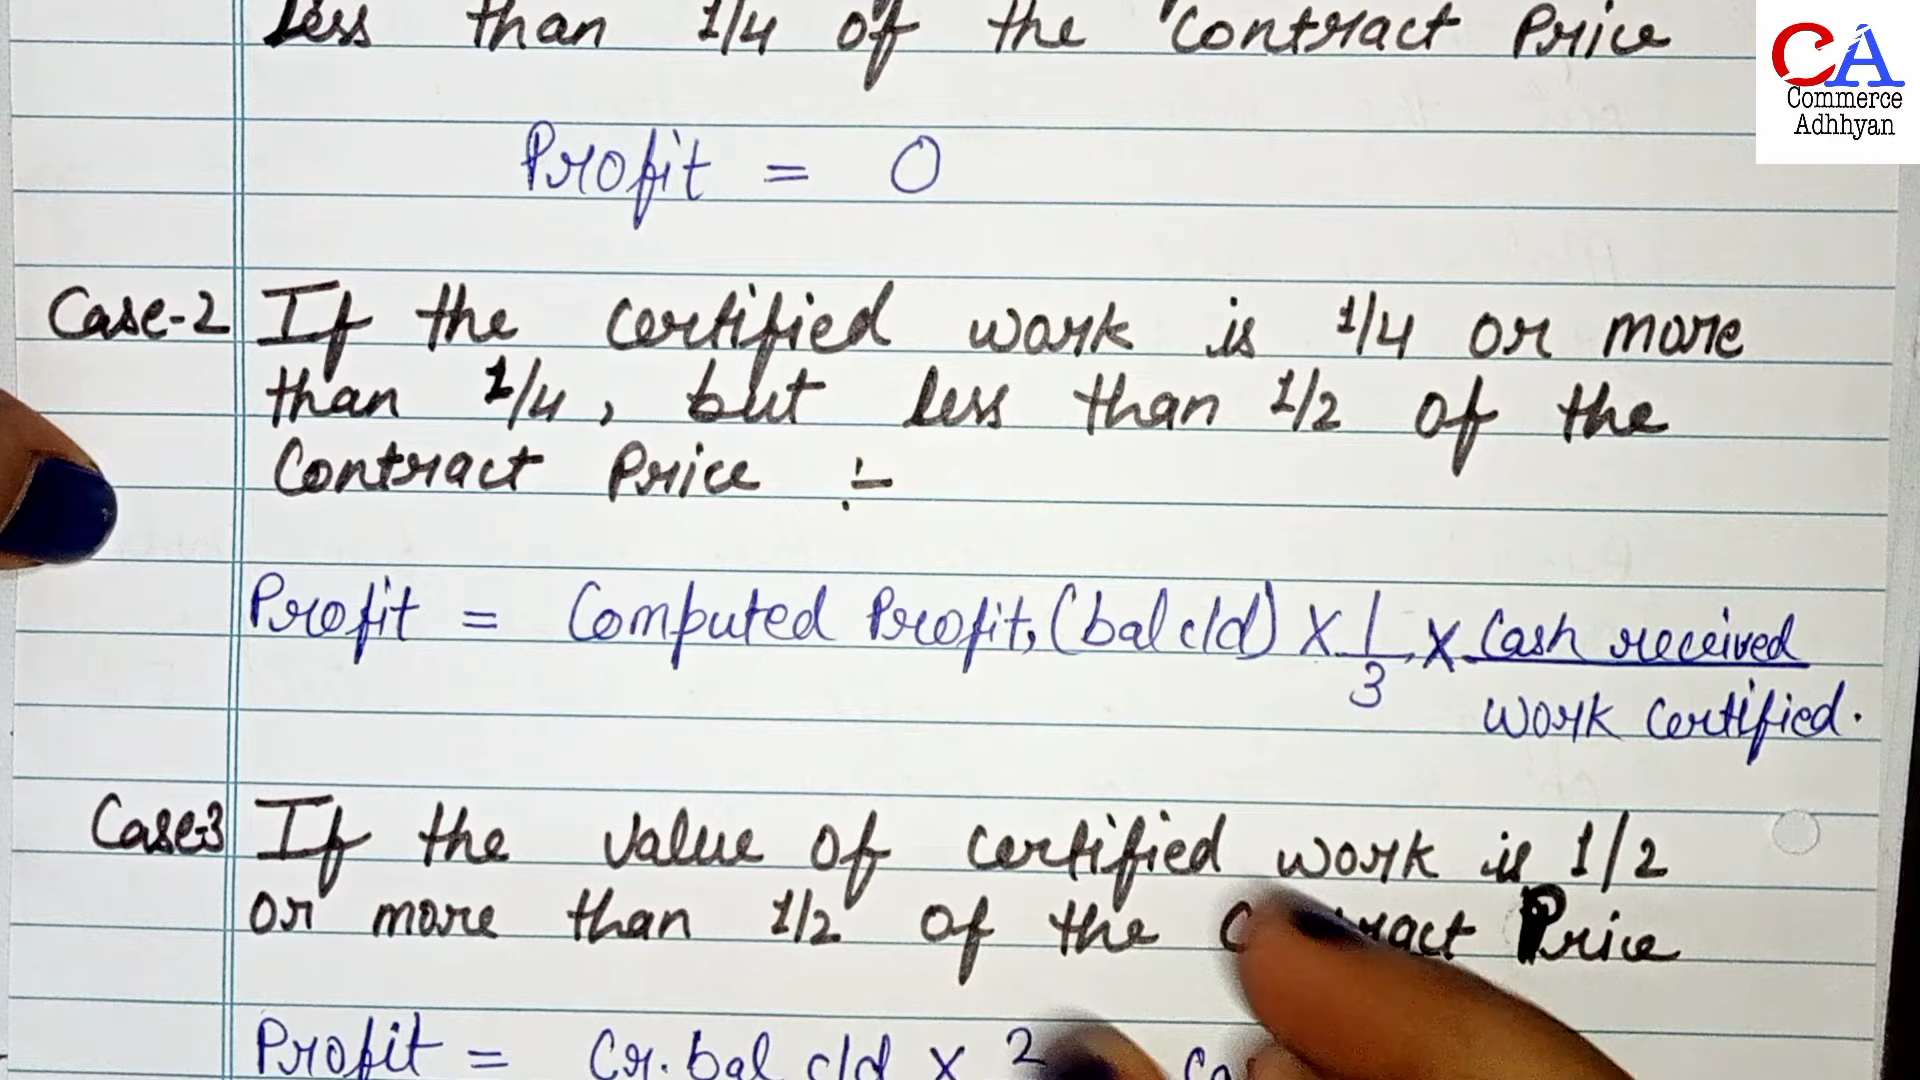 less than 1/4 of the Contract Price
Profit = 0
Case-2 If the certified work is 1/4 or more
than 1/4, but less than 1/2 of the
Contract Price :-
Profit = Computed Profit, (bal c/d) X 1/3 X Cash received
Work Certified.
Case-3 If the value of certified work is 1/2
or more than 1/2 of the Price
Profit = Cr. bal c/d x 2
CA
Commerce
Adhhyan